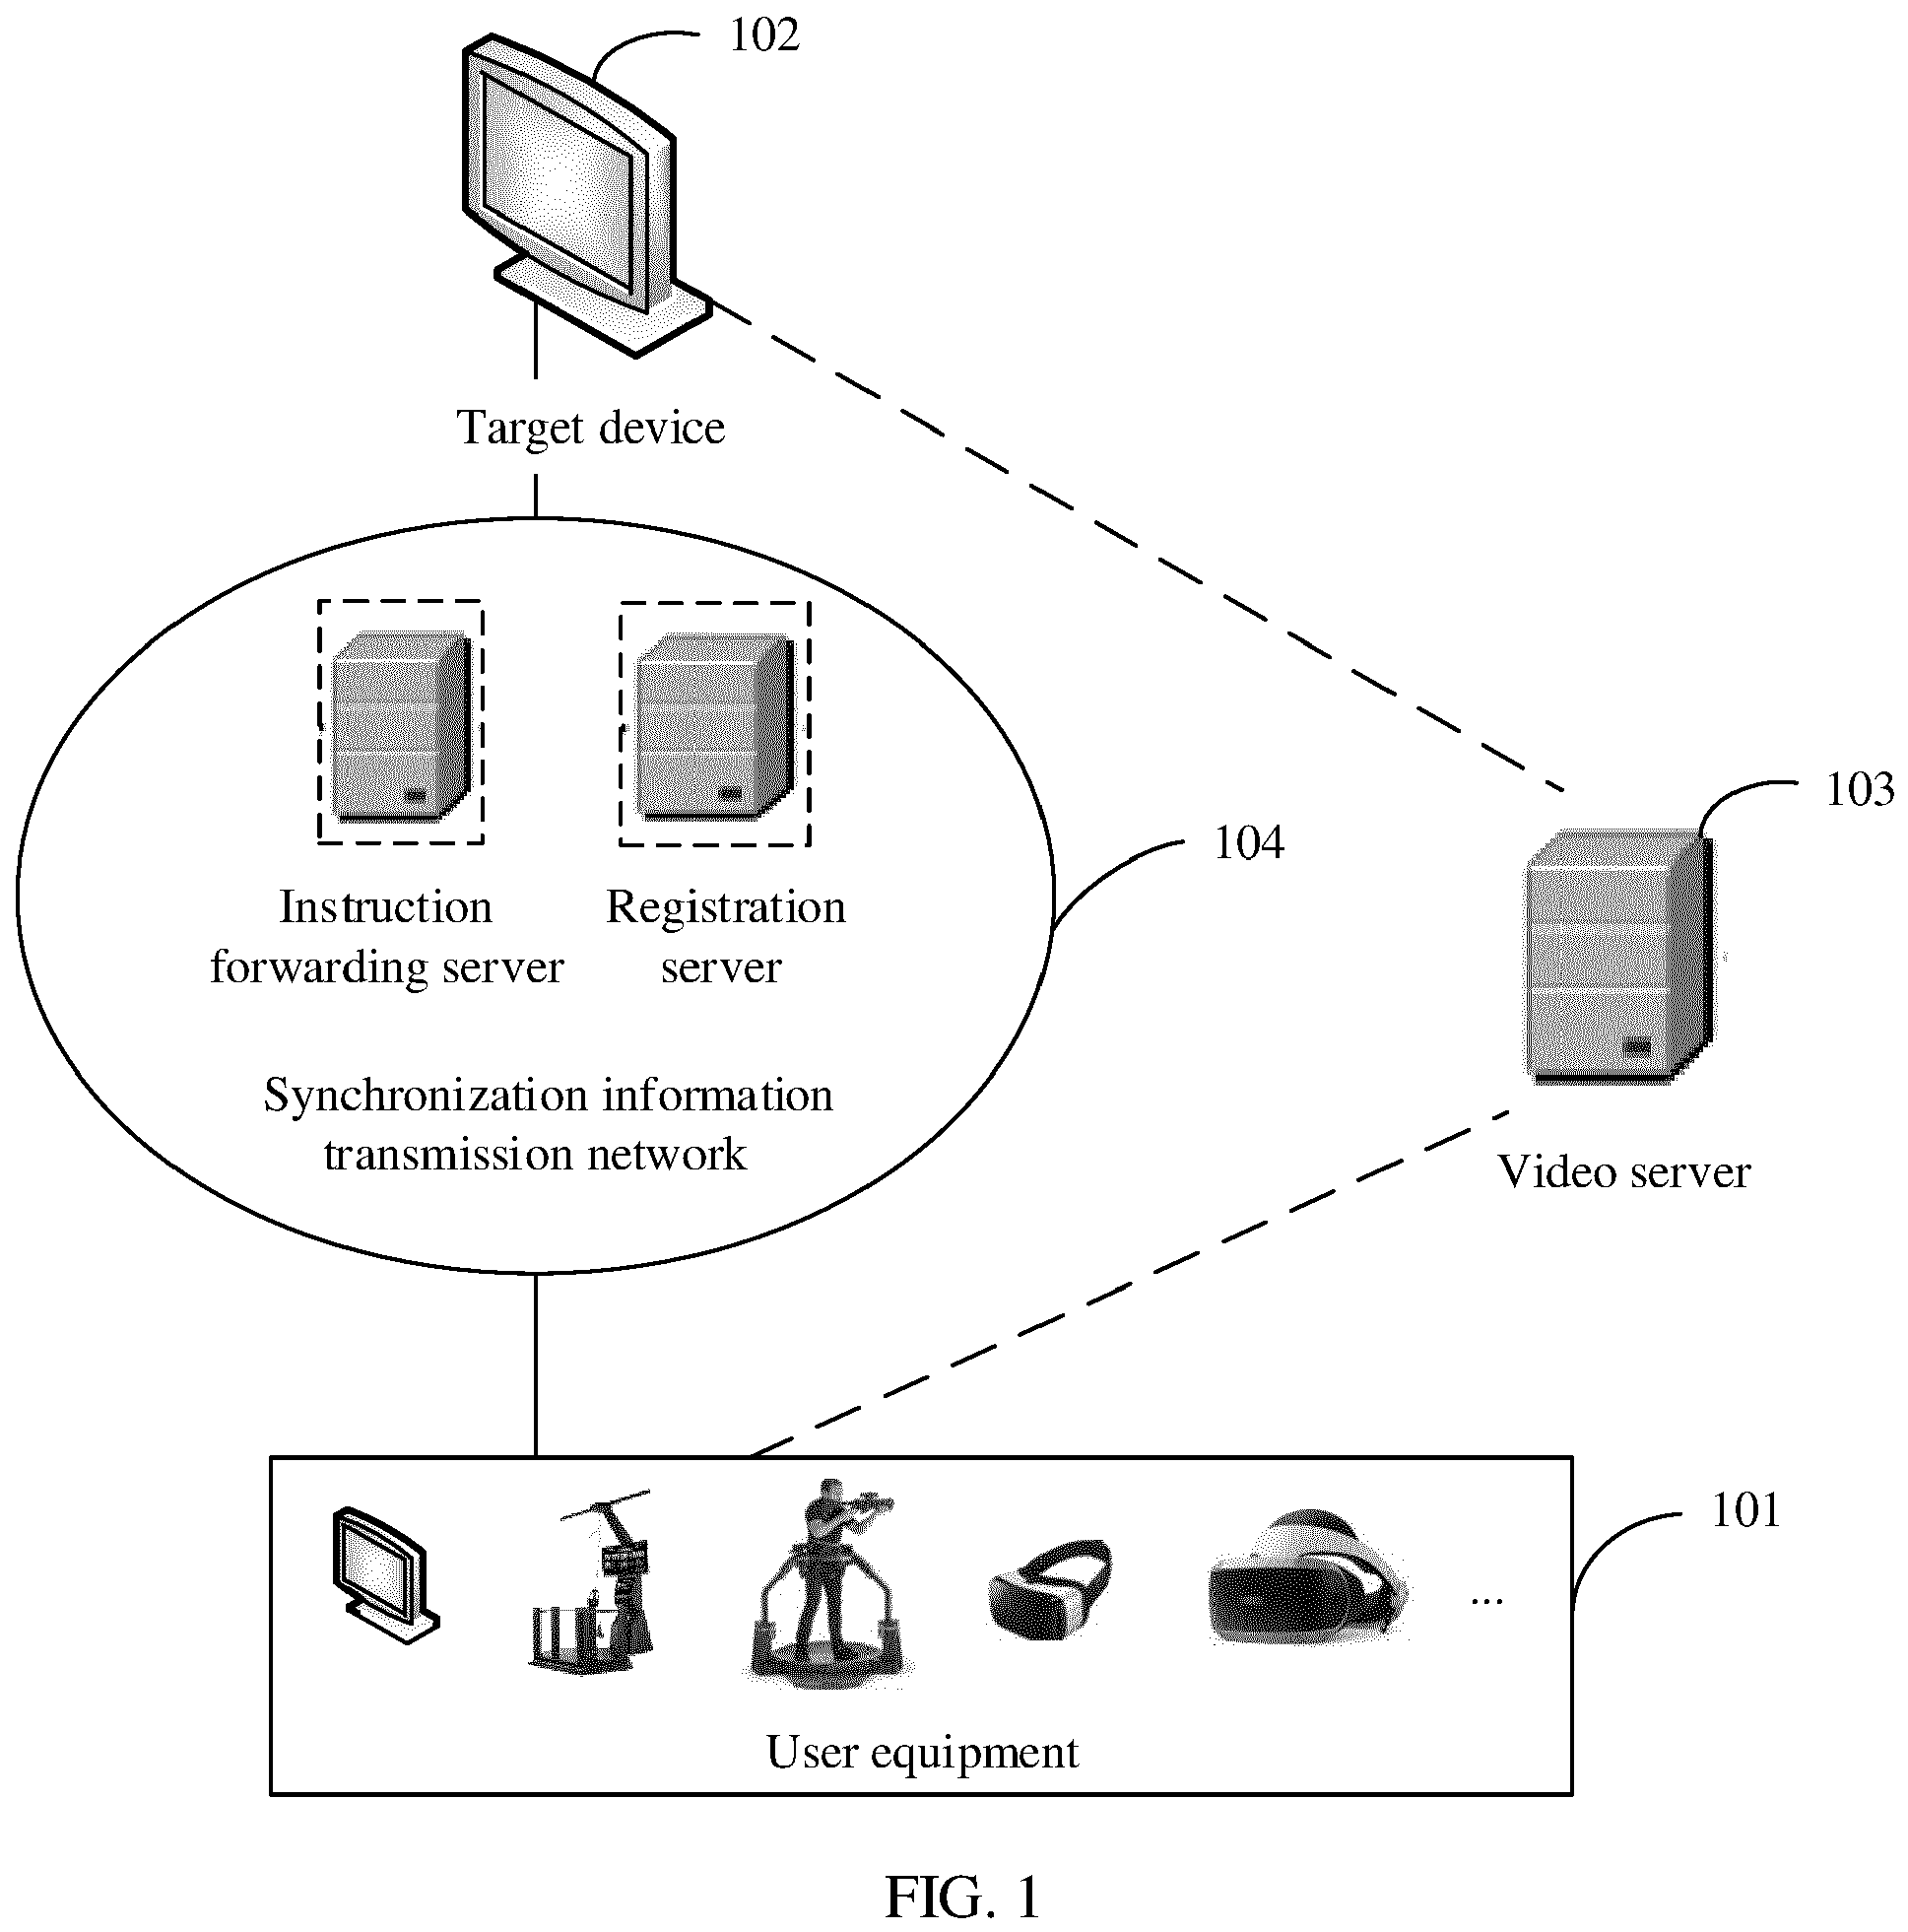 102
Target device
103
104
Instruction
forwarding server
Registration
server
Synchronization information
transmission network
Video server
101
...
User equipment
FIG. 1